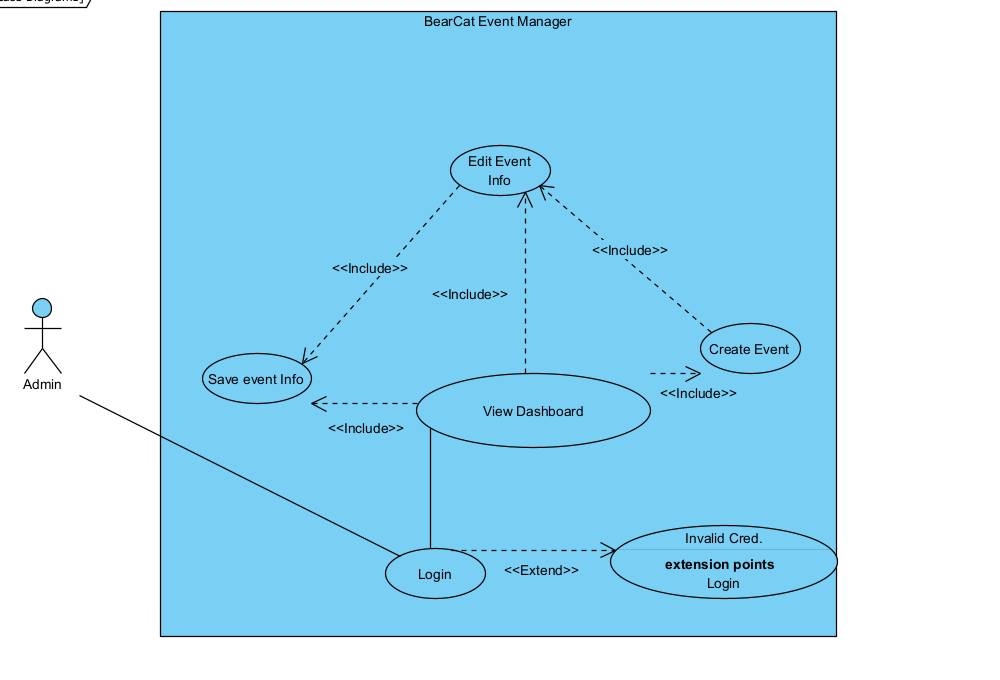 BearCat Event Manager
Edit Event
Info
<<Include>>
<<Include>>
<<Include>>
Admin
Save event Info
Create Event
View Dashboard
<<Include>>
<<Include>>
Login
<<Extend>>
Invalid Cred.
extension points
Login